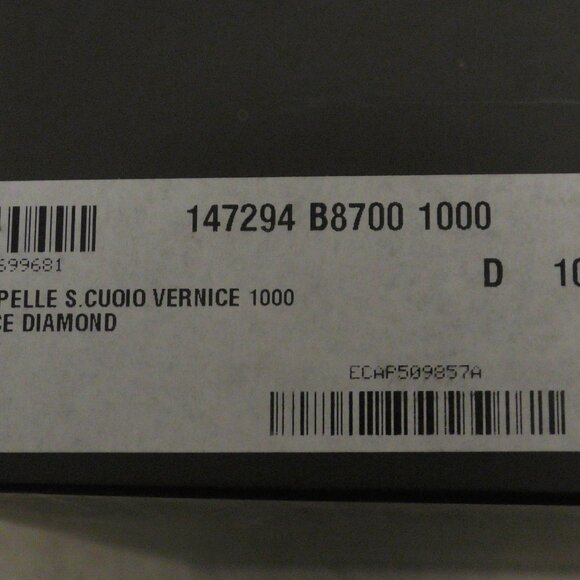 147294 B8700 1000
699681
D 10
PELLE S.CUOIO VERNICE 1000
CE DIAMOND
ECAP509857A